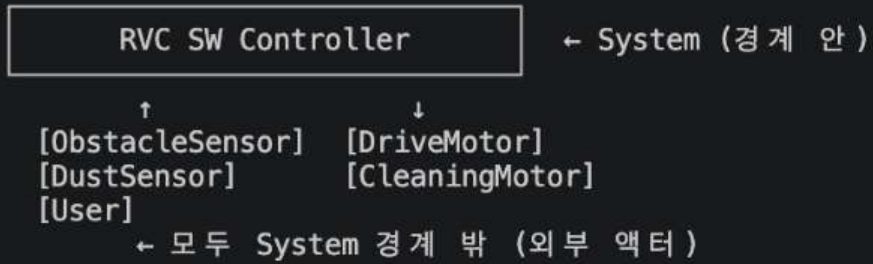 RVC SW Controller ← System (경계 안)
↑ ↓
[ObstacleSensor] [DriveMotor]
[DustSensor] [CleaningMotor]
[User]
← 모두 System 경계 밖 (외부 액터)